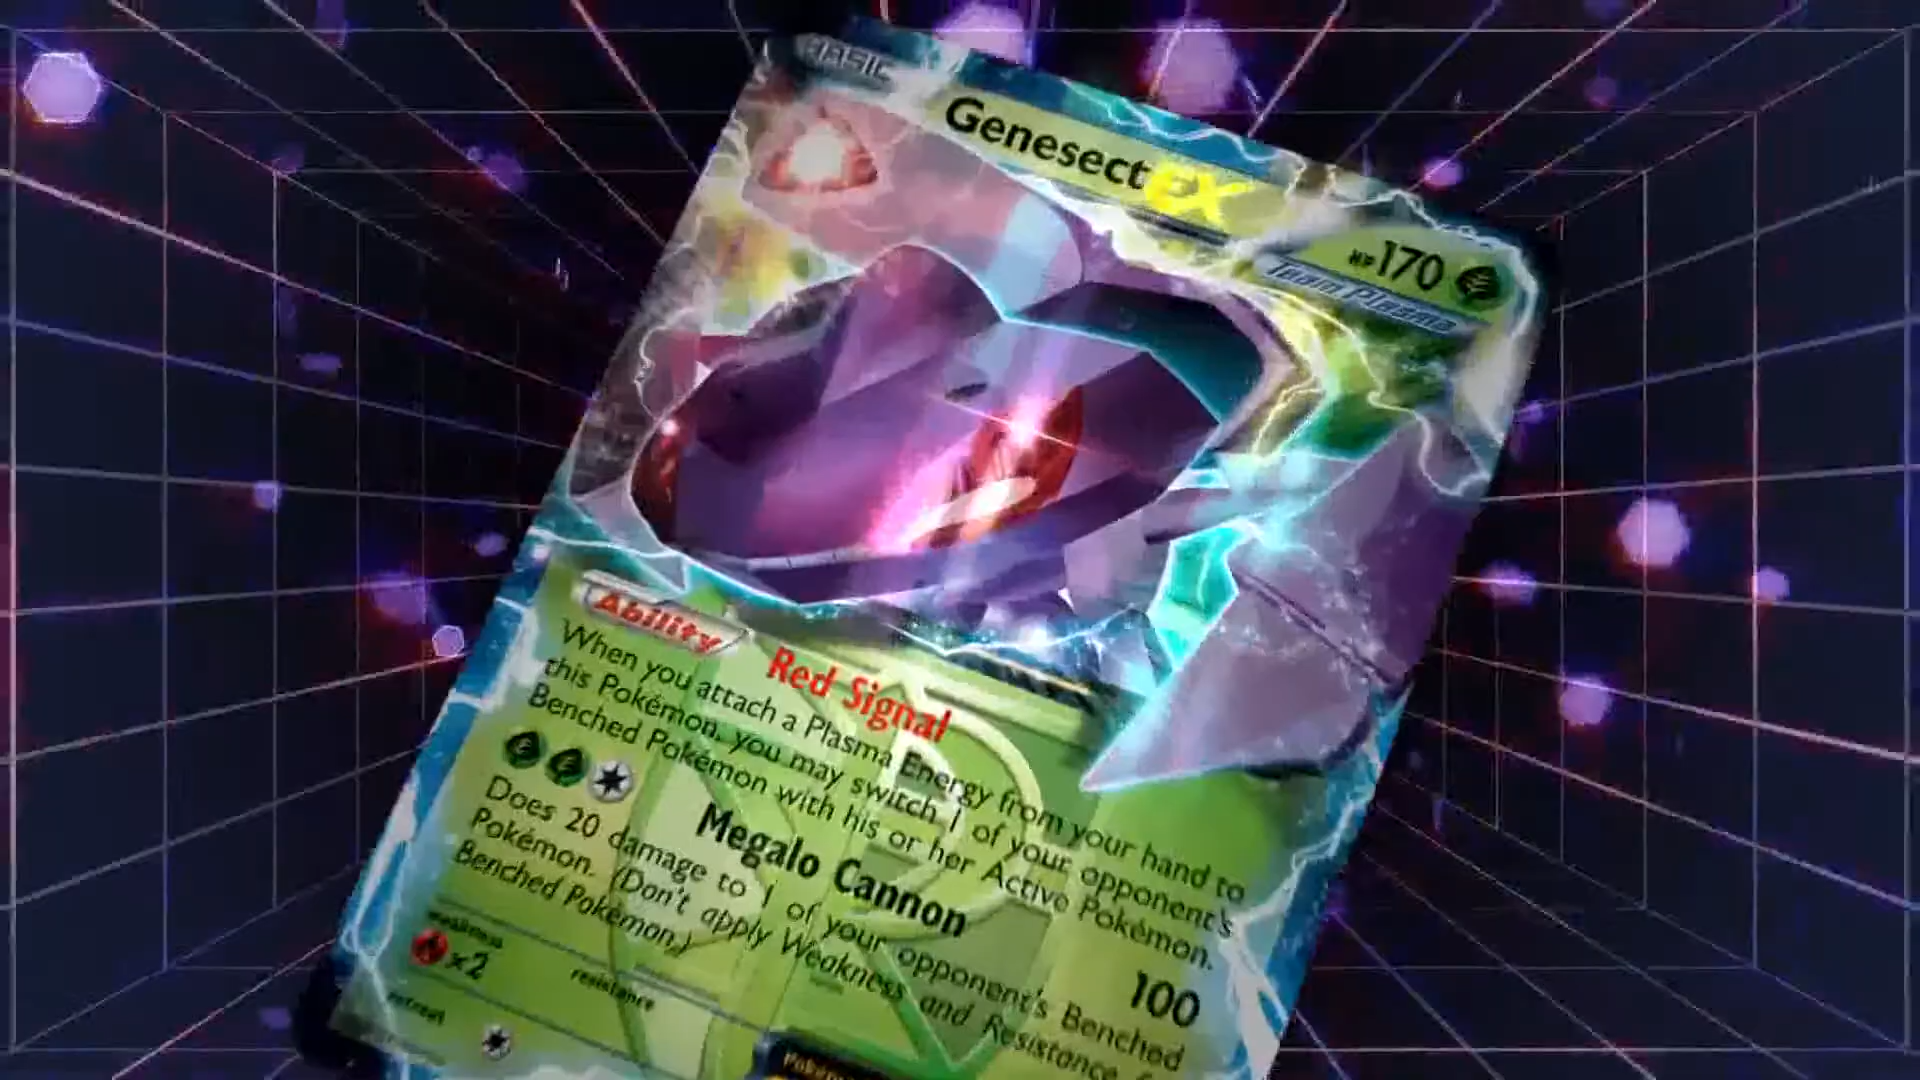 BASIC
Genesect EX
HP 170
Team Plasma
Ability
Red Signal
When you attach a Plasma Energy from your hand to
this Pokémon, you may switch 1 of your opponent's
Benched Pokémon with his or her Active Pokémon.
Megalo Cannon
100
Does 20 damage to 1 of your opponent's Benched
Pokémon. (Don't apply Weakness and Resistance
Benched Pokémon.)
weakness
×2
resistance
retreat